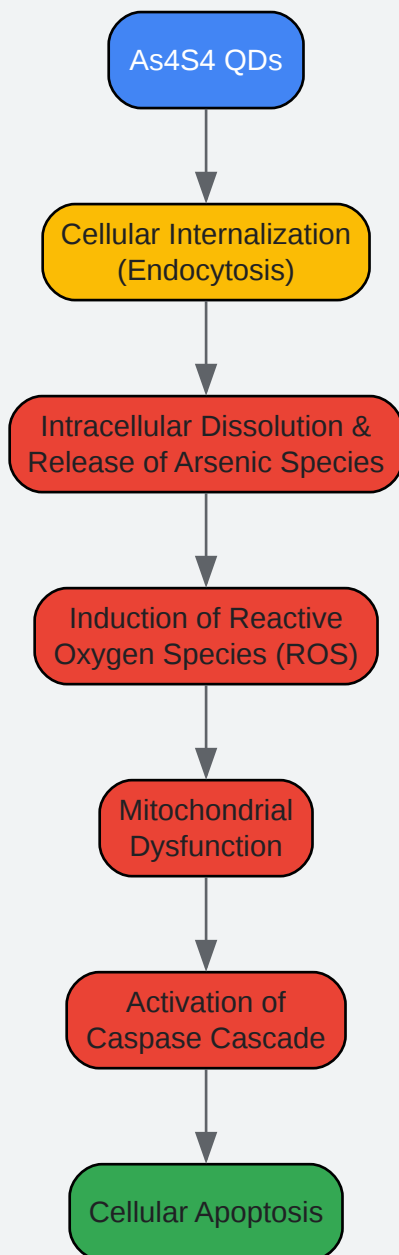 As4S4 QDs
Cellular Internalization
(Endocytosis)
Intracellular Dissolution &
Release of Arsenic Species
Induction of Reactive
Oxygen Species (ROS)
Mitochondrial
Dysfunction
Activation of
Caspase Cascade
Cellular Apoptosis